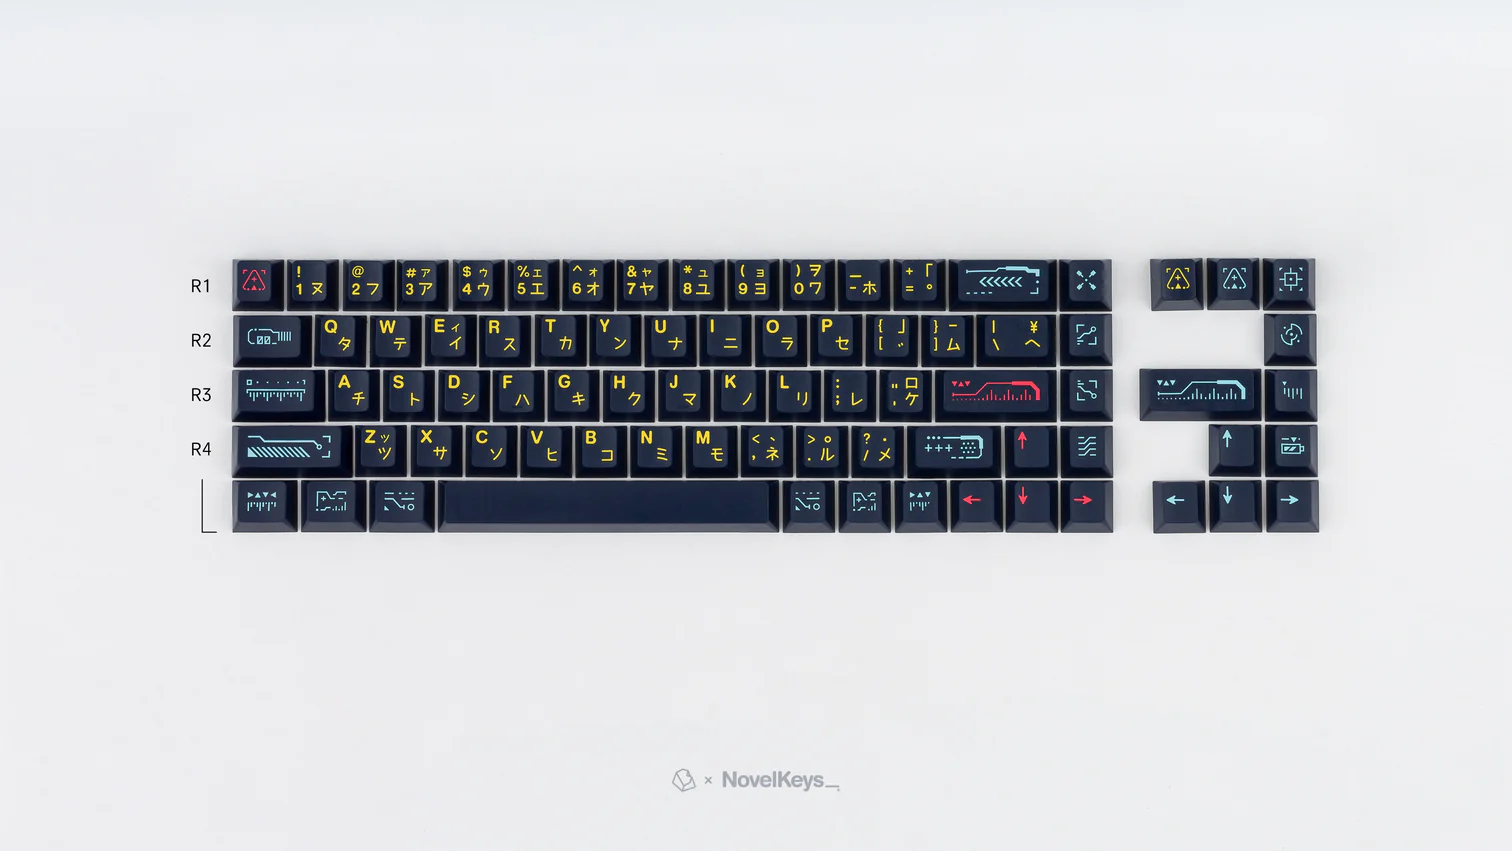 R1 ! 1 ヌ @ 2 フ # ァ 3 ア $ ゥ 4 ウ % ェ 5 エ ^ ォ 6 オ & ャ 7 ヤ * ュ 8 ユ ( ョ 9 ヨ ) ヲ 0 ワ _ - ホ + 「 = ゜
R2 Q タ W テ E ィ イ R ス T カ Y ン U ナ I ニ O ラ P セ { 」 [ ゛ } ー ] ム | ¥ \ ヘ
R3 A チ S ト D シ F ハ G キ H ク J マ K ノ L リ : ; レ " ロ ' ケ
R4 Z ッ ツ X サ C ソ V ヒ B コ N ミ M モ < 、 , ネ > 。 . ル ? ・ / メ
+++ ↑ ↑
← ↓ → ← ↓ →
× NovelKeys_